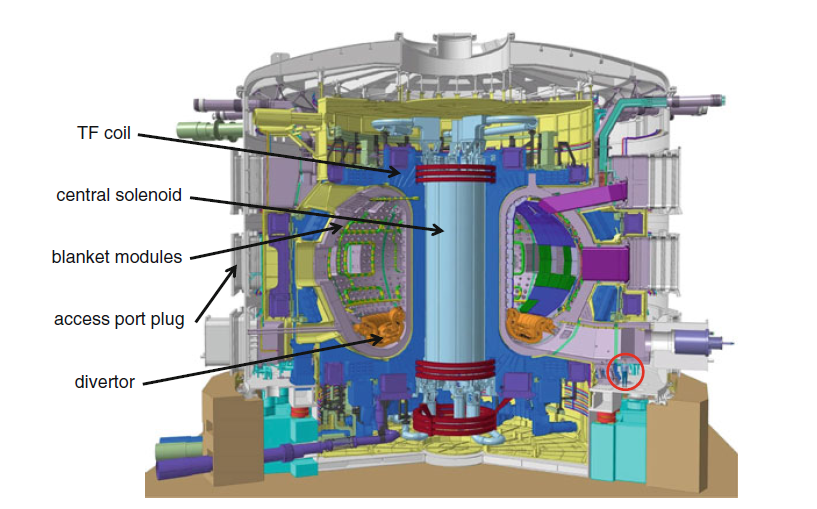 TF coil
central solenoid
blanket modules
access port plug
divertor